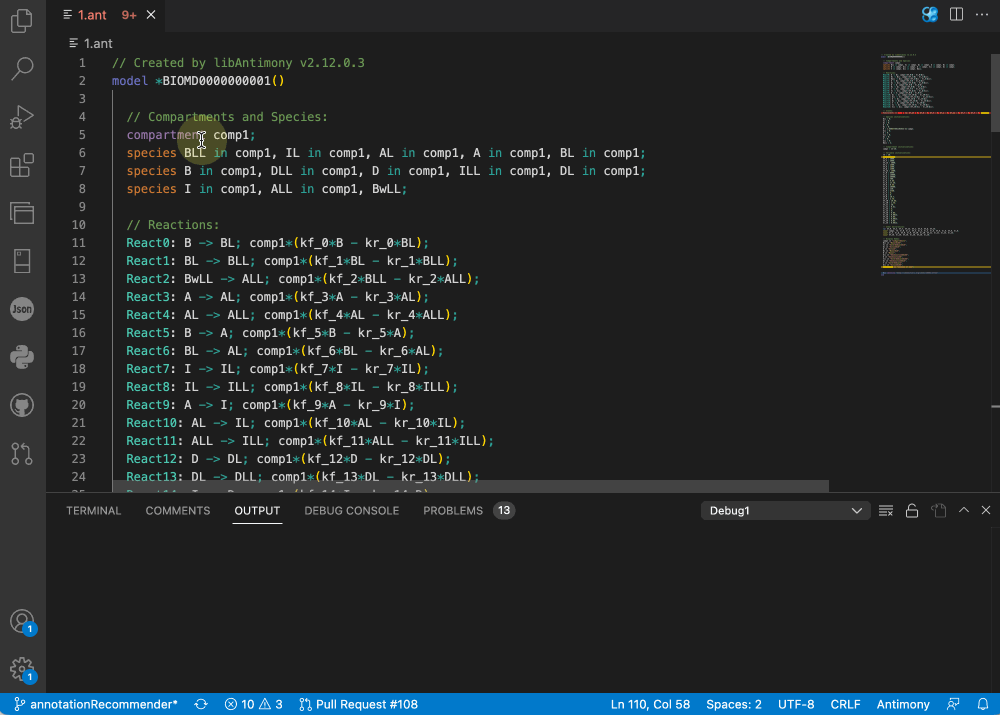 1.ant 9+
1.ant
1 // Created by libAntimony v2.12.0.3
2 model *BIOMD0000000001()
3
4 // Compartments and Species:
5 compartment comp1;
6 species BLL in comp1, IL in comp1, AL in comp1, A in comp1, BL in comp1;
7 species B in comp1, DLL in comp1, D in comp1, ILL in comp1, DL in comp1;
8 species I in comp1, ALL in comp1, BwLL;
9
10 // Reactions:
11 React0: B -> BL; comp1*(kf_0*B - kr_0*BL);
12 React1: BL -> BLL; comp1*(kf_1*BL - kr_1*BLL);
13 React2: BwLL -> ALL; comp1*(kf_2*BLL - kr_2*ALL);
14 React3: A -> AL; comp1*(kf_3*A - kr_3*AL);
15 React4: AL -> ALL; comp1*(kf_4*AL - kr_4*ALL);
16 React5: B -> A; comp1*(kf_5*B - kr_5*A);
17 React6: BL -> AL; comp1*(kf_6*BL - kr_6*AL);
18 React7: I -> IL; comp1*(kf_7*I - kr_7*IL);
19 React8: IL -> ILL; comp1*(kf_8*IL - kr_8*ILL);
20 React9: A -> I; comp1*(kf_9*A - kr_9*I);
21 React10: AL -> IL; comp1*(kf_10*AL - kr_10*IL);
22 React11: ALL -> ILL; comp1*(kf_11*ALL - kr_11*ILL);
23 React12: D -> DL; comp1*(kf_12*D - kr_12*DL);
24 React13: DL -> DLL; comp1*(kf_13*DL - kr_13*DLL);
Json
TERMINAL COMMENTS OUTPUT DEBUG CONSOLE PROBLEMS 13 Debug1
1
1
annotationRecommender* 10 3 Pull Request #108 Ln 110, Col 58 Spaces: 2 UTF-8 CRLF Antimony